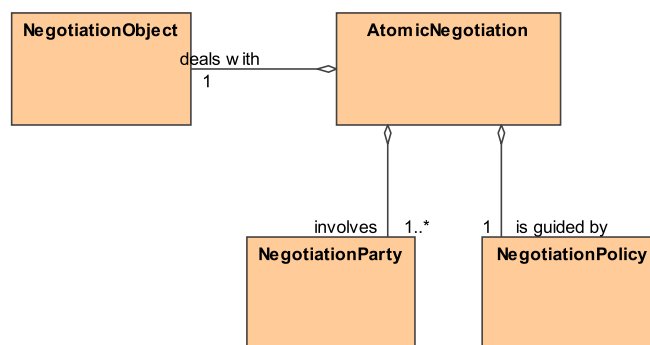 NegotiationObject
AtomicNegotiation
deals with
1
involves
1..*
1
is guided by
NegotiationParty
NegotiationPolicy